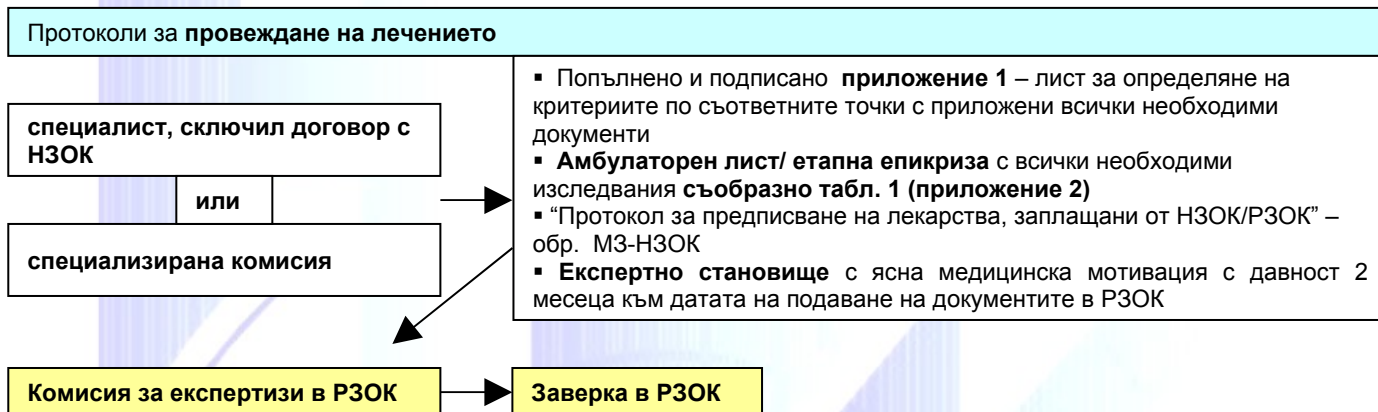 Протоколи за провеждане на лечението
специалист, сключил договор с
НЗОК
или
специализирана комисия
▪ Попълнено и подписано приложение 1 – лист за определяне на
критериите по съответните точки с приложени всички необходими
документи
▪ Амбулаторен лист/ етапна епикриза с всички необходими
изследвания съобразно табл. 1 (приложение 2)
▪ “Протокол за предписване на лекарства, заплащани от НЗОК/РЗОК” –
обр. МЗ-НЗОК
▪ Експертно становище с ясна медицинска мотивация с давност 2
месеца към датата на подаване на документите в РЗОК
Комисия за експертизи в РЗОК
Заверка в РЗОК